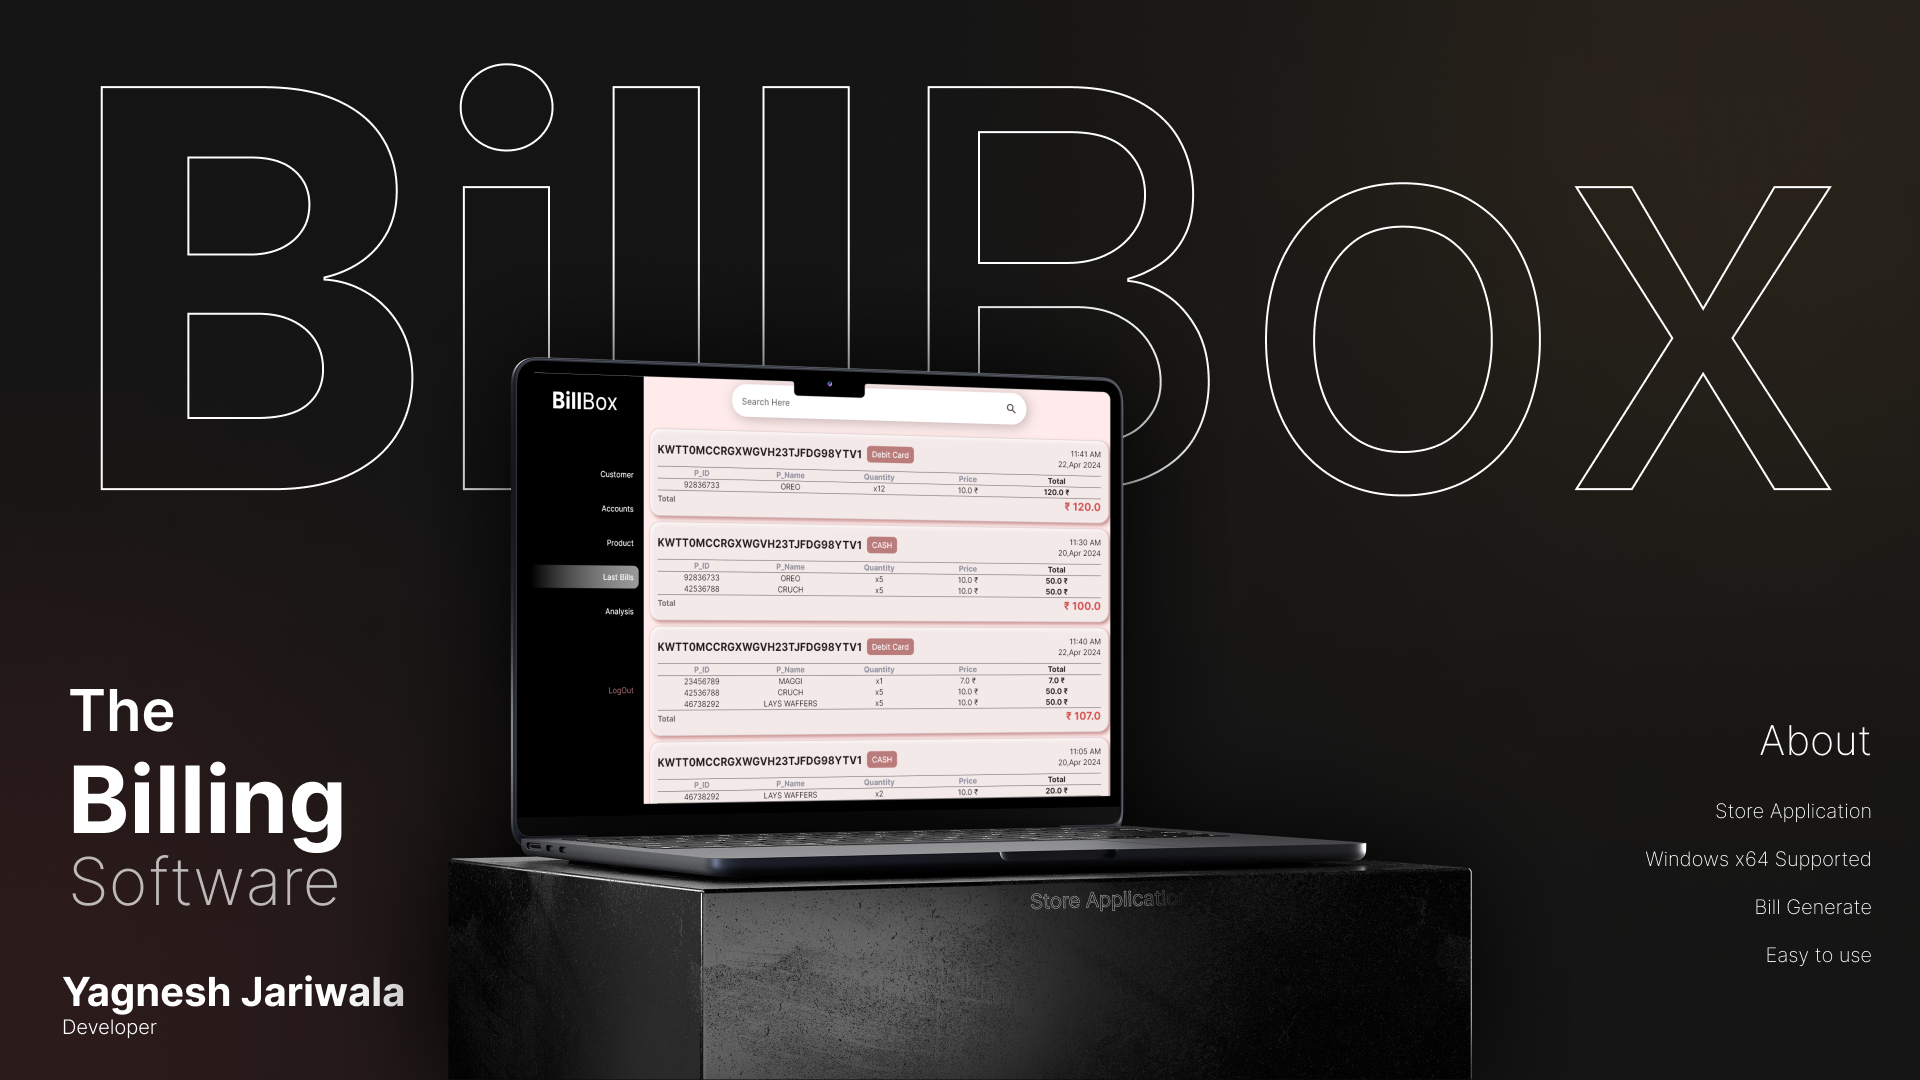 BillBox
BillBox
Search Here
Customer
Accounts
Product
Last Bills
Analysis
LogOut
KWTT0MCCRGXWGVH23TJFDG98YTV1 Debit Card 11:41 AM
22,Apr 2024
P_ID P_Name Quantity Price Total
92836733 OREO x12 10.0 ₹ 120.0 ₹
Total ₹ 120.0
KWTT0MCCRGXWGVH23TJFDG98YTV1 CASH 11:30 AM
20,Apr 2024
P_ID P_Name Quantity Price Total
92836733 OREO x5 10.0 ₹ 50.0 ₹
42536788 CRUCH x5 10.0 ₹ 50.0 ₹
Total ₹ 100.0
KWTT0MCCRGXWGVH23TJFDG98YTV1 Debit Card 11:40 AM
22,Apr 2024
P_ID P_Name Quantity Price Total
23456789 MAGGI x1 7.0 ₹ 7.0 ₹
42536788 CRUCH x5 10.0 ₹ 50.0 ₹
46738292 LAYS WAFFERS x5 10.0 ₹ 50.0 ₹
Total ₹ 107.0
KWTT0MCCRGXWGVH23TJFDG98YTV1 CASH 11:05 AM
20,Apr 2024
P_ID P_Name Quantity Price Total
46738292 LAYS WAFFERS x2 10.0 ₹ 20.0 ₹
The
Billing
Software
Yagnesh Jariwala
Developer
Store Application
About
Store Application
Windows x64 Supported
Bill Generate
Easy to use